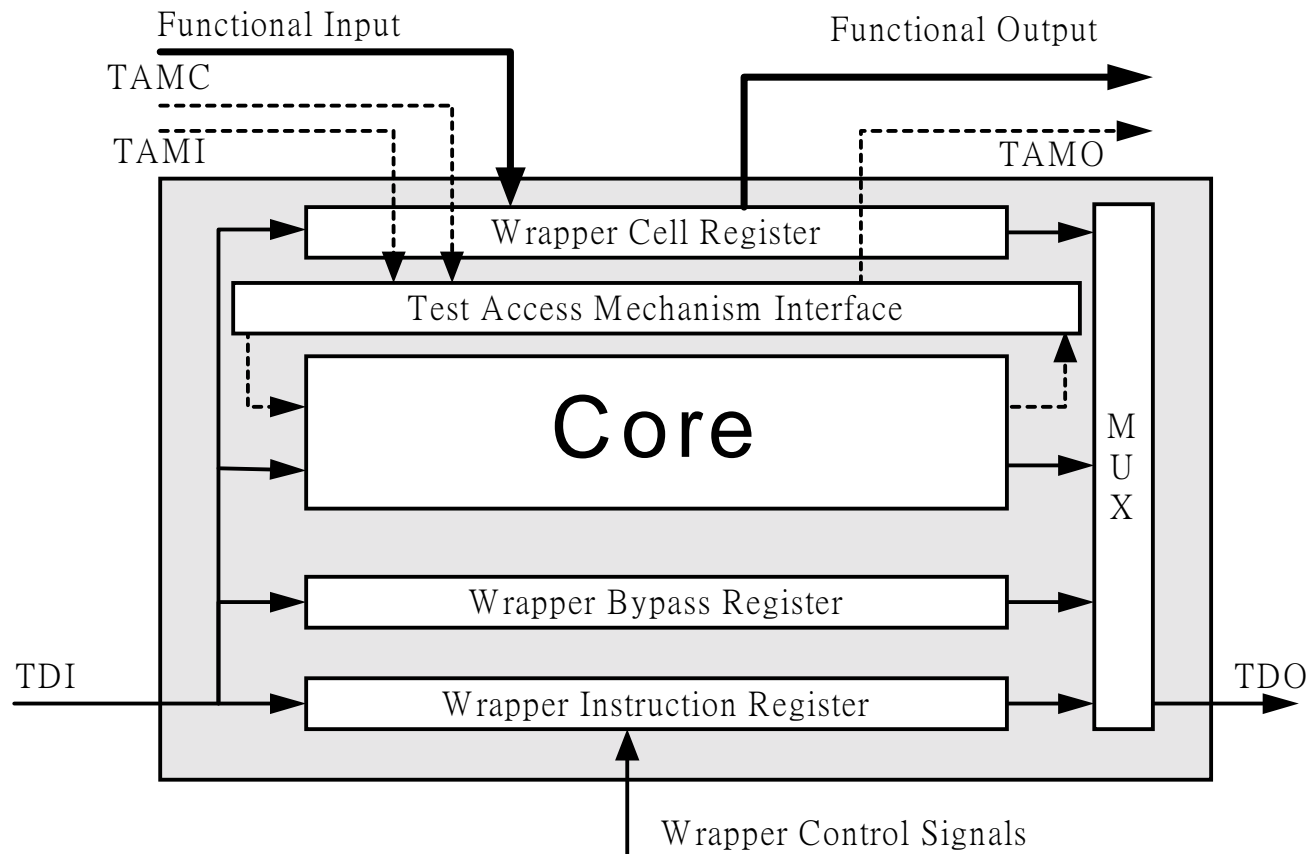 Functional Input
Functional Output
TAMC
TAMI
TAMO
Wrapper Cell Register
Test Access Mechanism Interface
Core
M
U
X
Wrapper Bypass Register
TDI
TDO
Wrapper Instruction Register
Wrapper Control Signals